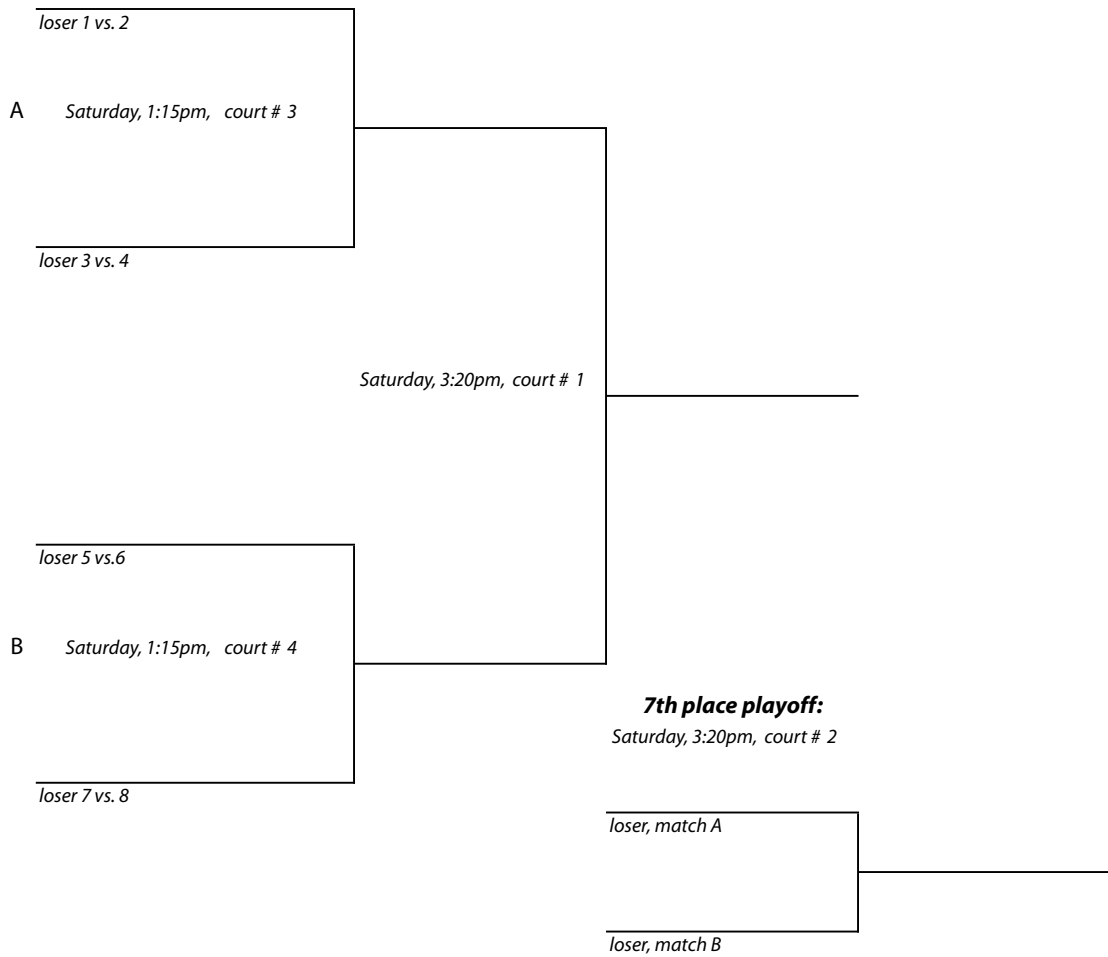 loser 1 vs. 2
A
Saturday, 1:15pm, court # 3
loser 3 vs. 4
Saturday, 3:20pm, court # 1
loser 5 vs.6
B
Saturday, 1:15pm, court # 4
loser 7 vs. 8
7th place playoff:
Saturday, 3:20pm, court # 2
loser, match A
loser, match B